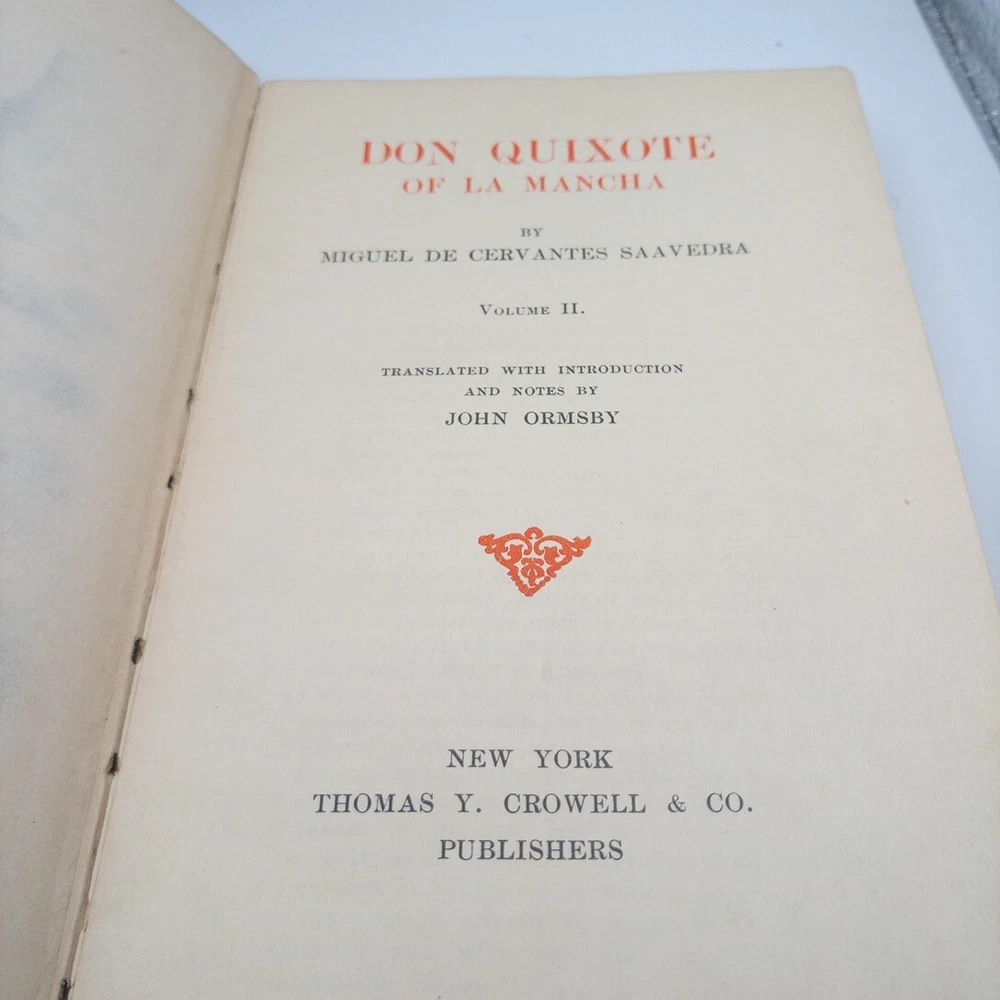 DON QUIXOTE
OF LA MANCHA
BY
MIGUEL DE CERVANTES SAAVEDRA
VOLUME II.
TRANSLATED WITH INTRODUCTION
AND NOTES BY
JOHN ORMSBY
NEW YORK
THOMAS Y. CROWELL & CO.
PUBLISHERS